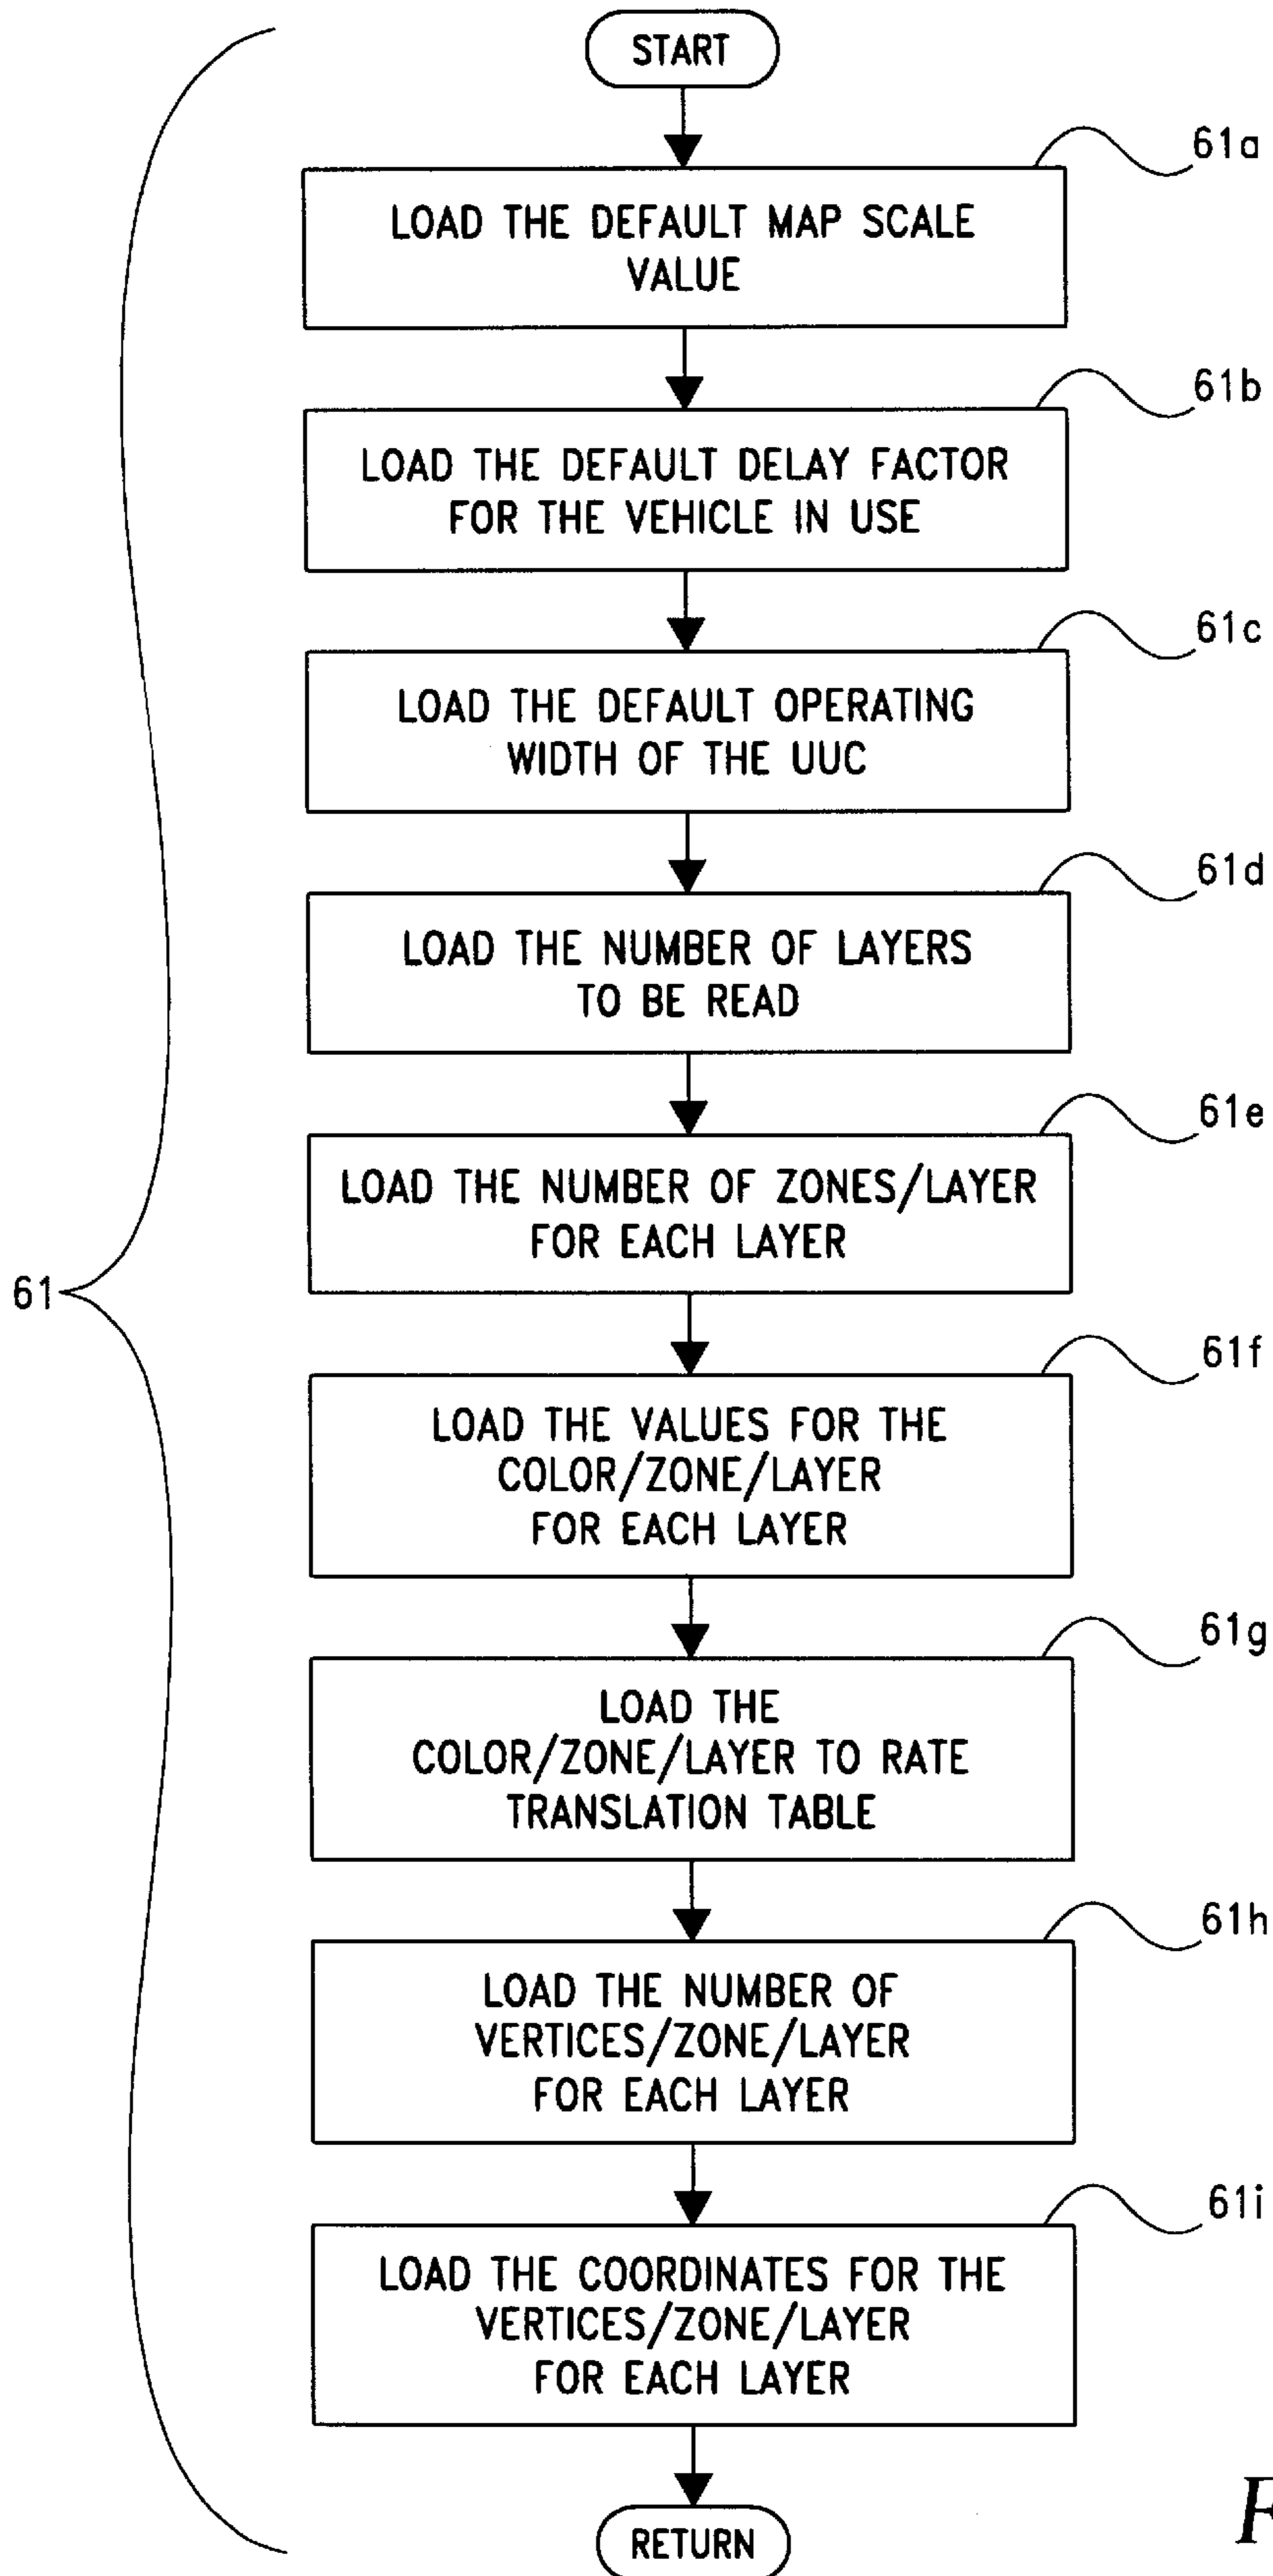 START
61a
LOAD THE DEFAULT MAP SCALE
VALUE
61b
LOAD THE DEFAULT DELAY FACTOR
FOR THE VEHICLE IN USE
61c
LOAD THE DEFAULT OPERATING
WIDTH OF THE UUC
61d
LOAD THE NUMBER OF LAYERS
TO BE READ
61e
LOAD THE NUMBER OF ZONES/LAYER
FOR EACH LAYER
61
61f
LOAD THE VALUES FOR THE
COLOR/ZONE/LAYER
FOR EACH LAYER
61g
LOAD THE
COLOR/ZONE/LAYER TO RATE
TRANSLATION TABLE
61h
LOAD THE NUMBER OF
VERTICES/ZONE/LAYER
FOR EACH LAYER
61i
LOAD THE COORDINATES FOR THE
VERTICES/ZONE/LAYER
FOR EACH LAYER
RETURN